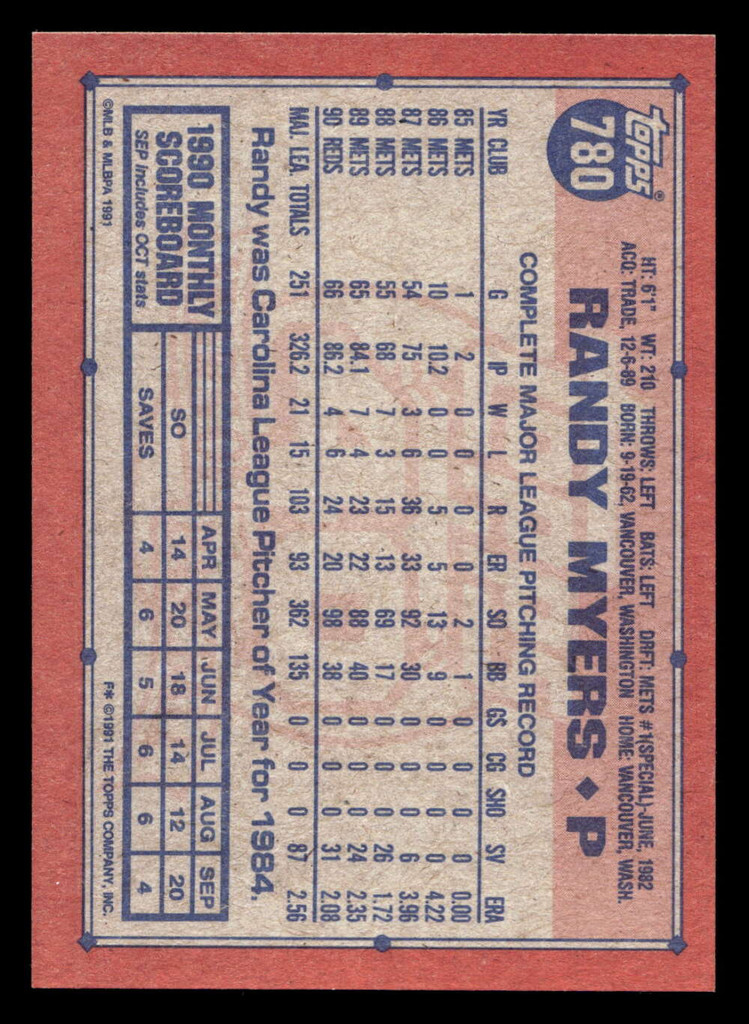 topps®
780
HT: 6'1" WT: 210 THROWS: LEFT BATS: LEFT DRFT: METS #1(SPECIAL)-JUNE, 1982
ACQ: TRADE, 12-6-89 BORN: 9-19-62, VANCOUVER, WASHINGTON HOME: VANCOUVER, WASH.
RANDY MYERS ◆ P
COMPLETE MAJOR LEAGUE PITCHING RECORD
YR CLUB G IP W L R ER SO BB GS CG SHO SV ERA
85 METS 1 2 0 0 0 0 2 1 0 0 0 0 0.00
86 METS 10 10.2 0 0 5 5 13 9 0 0 0 0 4.22
87 METS 54 75 3 6 36 33 92 30 0 0 0 6 3.96
88 METS 55 68 7 3 15 13 69 17 0 0 0 26 1.72
89 METS 65 84.1 7 4 23 22 88 40 0 0 0 24 2.35
90 REDS 66 86.2 4 6 24 20 98 38 0 0 0 31 2.08
MAJ. LEA. TOTALS 251 326.2 21 15 103 93 362 135 0 0 0 87 2.56
Randy was Carolina League Pitcher of Year for 1984.
1990 MONTHLY
SCOREBOARD
SEP Includes OCT stats
APR MAY JUN JUL AUG SEP
SO 14 20 18 14 12 20
SAVES 4 6 5 6 6 4
©MLB & MLBPA 1991
F* ©1991 THE TOPPS COMPANY, INC.